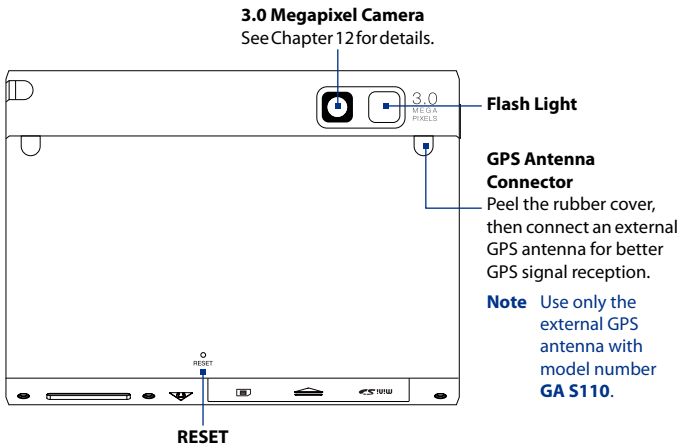 3.0 Megapixel Camera
See Chapter 12 for details.
3.0
MEGA
PIXELS
Flash Light
GPS Antenna
Connector
Peel the rubber cover,
then connect an external
GPS antenna for better
GPS signal reception.
Note Use only the
external GPS
antenna with
model number
GA S110.
RESET
mini S
RESET